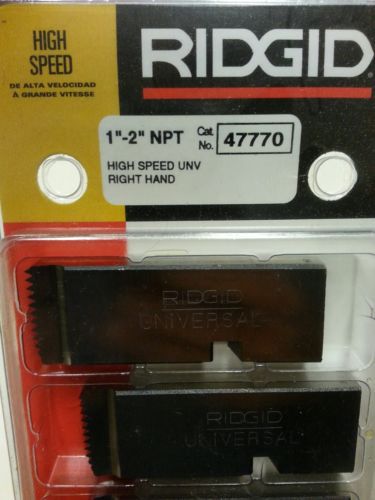 HIGH
SPEED
DE ALTA VELOCIDAD
À GRANDE VITESSE
RIDGID®
1"-2" NPT
Cat. No. 47770
HIGH SPEED UNV
RIGHT HAND
RIDGID
UNIVERSAL
RIDGID
UNIVERSAL